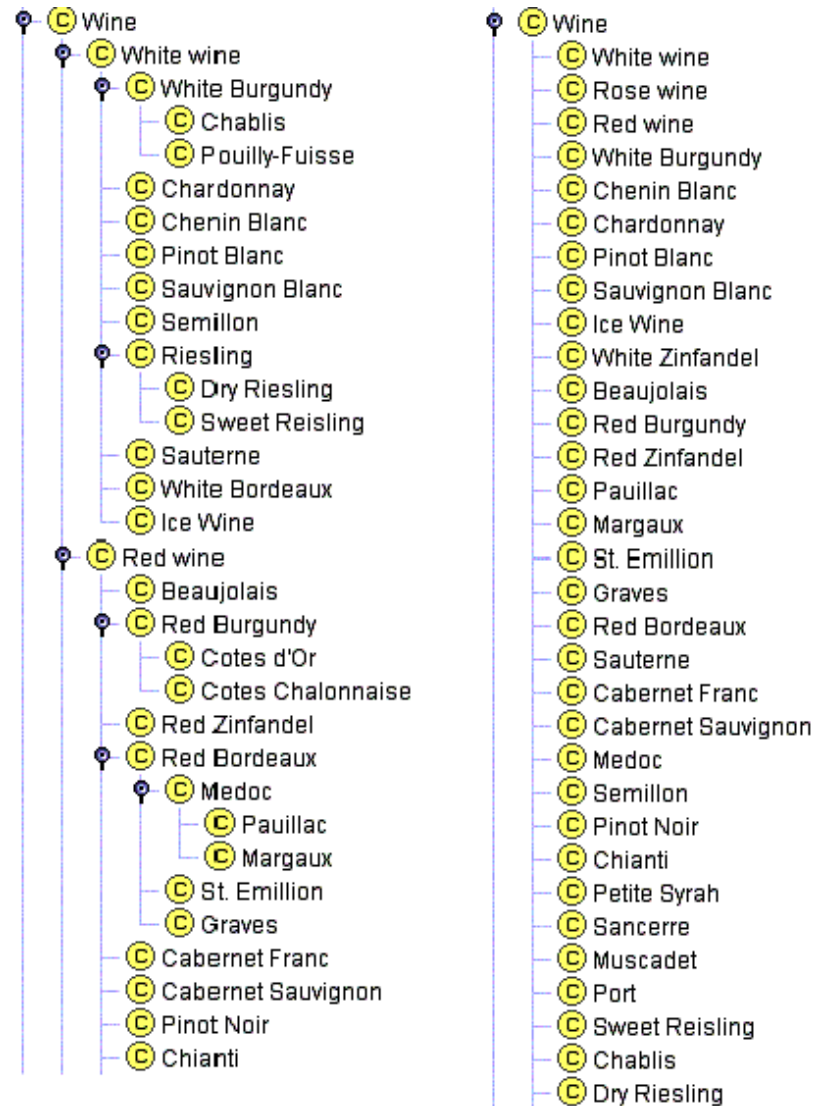 C Wine
C White wine
C White Burgundy
C Chablis
C Pouilly-Fuisse
C Chardonnay
C Chenin Blanc
C Pinot Blanc
C Sauvignon Blanc
C Semillon
C Riesling
C Dry Riesling
C Sweet Reisling
C Sauterne
C White Bordeaux
C Ice Wine
C Red wine
C Beaujolais
C Red Burgundy
C Cotes d'Or
C Cotes Chalonnaise
C Red Zinfandel
C Red Bordeaux
C Medoc
C Pauillac
C Margaux
C St. Emillion
C Graves
C Cabernet Franc
C Cabernet Sauvignon
C Pinot Noir
C Chianti
C Wine
C White wine
C Rose wine
C Red wine
C White Burgundy
C Chenin Blanc
C Chardonnay
C Pinot Blanc
C Sauvignon Blanc
C Ice Wine
C White Zinfandel
C Beaujolais
C Red Burgundy
C Red Zinfandel
C Pauillac
C Margaux
C St. Emillion
C Graves
C Red Bordeaux
C Sauterne
C Cabernet Franc
C Cabernet Sauvignon
C Medoc
C Semillon
C Pinot Noir
C Chianti
C Petite Syrah
C Sancerre
C Muscadet
C Port
C Sweet Reisling
C Chablis
C Dry Riesling